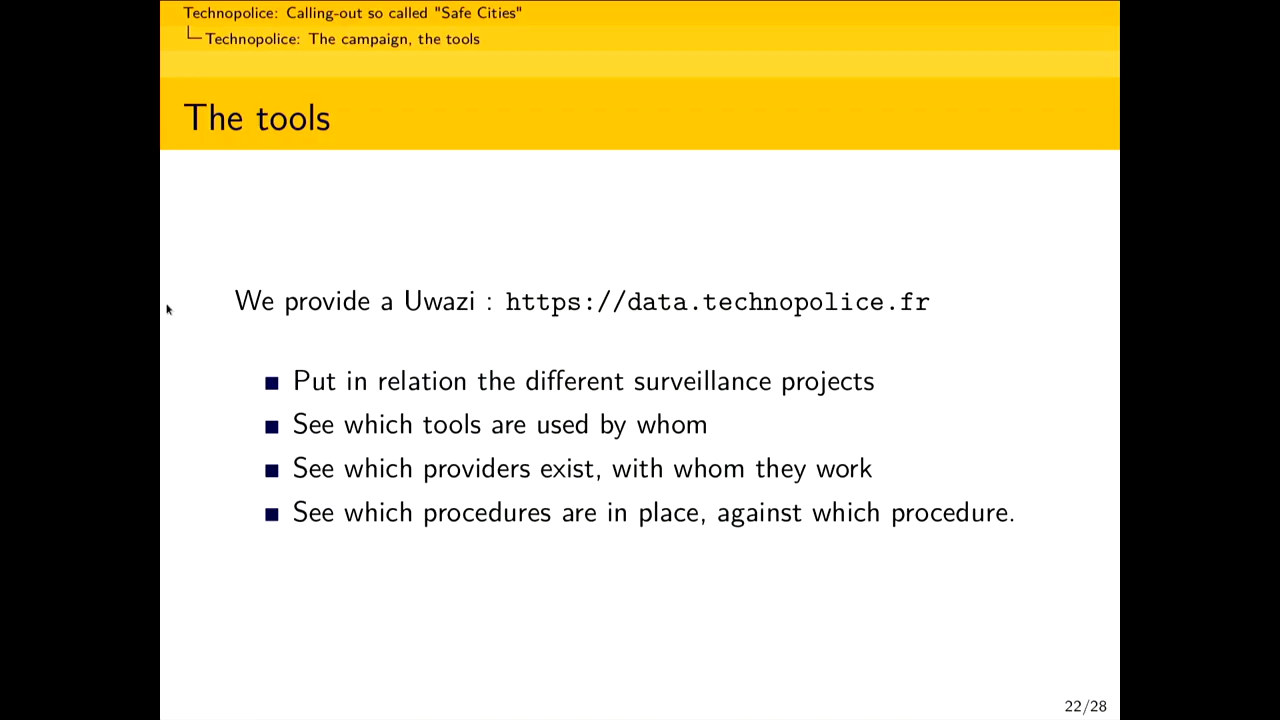 Technopolice: Calling-out so called "Safe Cities"
Technopolice: The campaign, the tools
The tools
We provide a Uwazi : https://data.technopolice.fr
Put in relation the different surveillance projects
See which tools are used by whom
See which providers exist, with whom they work
See which procedures are in place, against which procedure.
22/28